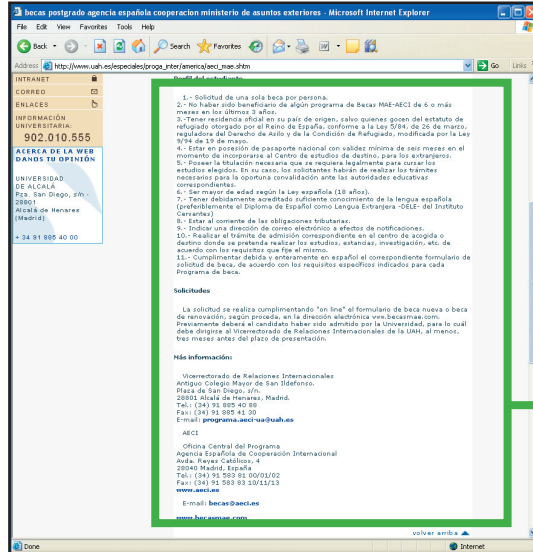 becas postgrado agencia española cooperacion ministerio de asuntos exteriores - Microsoft Internet Explorer
File Edit View Favorites Tools Help
Back Search Favorites
Address http://www.uah.es/especiales/proga_inter/america/aeci_mae.shtm Go Links
INTRANET
CORREO
ENLACES
INFORMACIÓN
UNIVERSITARIA:
902.010.555
ACERCA DE LA WEB
DANOS TU OPINIÓN
UNIVERSIDAD
DE ALCALÁ
Pza. San Diego, s/n -
28801
Alcalá de Henares
(Madrid)
+ 34 91 885 40 00
Perfil del estudiante
1.- Solicitud de una sola beca por persona.
2.- No haber sido beneficiario de algún programa de Becas MAE-AECI de 6 o más
meses en los últimos 3 años.
3.-Tener residencia oficial en su país de origen, salvo quienes gocen del estatuto de
refugiado otorgado por el Reino de España, conforme a la Ley 5/84, de 26 de marzo,
reguladora del Derecho de Asilo y de la Condición de Refugiado, modificada por la Ley
9/94 de 19 de mayo.
4.- Estar en posesión de pasaporte nacional con validez mínima de seis meses en el
momento de incorporarse al Centro de estudios de destino, para los extranjeros.
5.- Poseer la titulación necesaria que se requiera legalmente para cursar los
estudios elegidos. En su caso, los solicitantes habrán de realizar los trámites
necesarios para la oportuna convalidación ante las autoridades educativas
correspondientes.
6.- Ser mayor de edad según la Ley española (18 años).
7.- Tener debidamente acreditado suficiente conocimiento de la lengua española
(preferiblemente el Diploma de Español como Lengua Extranjera -DELE- del Instituto
Cervantes)
8.- Estar al corriente de las obligaciones tributarias.
9.- Indicar una dirección de correo electrónico a efectos de notificaciones.
10.- Realizar el trámite de admisión correspondiente en el centro de acogida o
destino donde se pretenda realizar los estudios, estancias, investigación, etc. de
acuerdo con los requisitos que fije el mismo.
11.- Cumplimentar debida y enteramente en español el correspondiente formulario de
solicitud de beca, de acuerdo con los requisitos específicos indicados para cada
Programa de beca.
Solicitudes
La solicitud se realiza cumplimentando "on line" el formulario de beca nueva o beca
de renovación, según proceda, en la dirección electrónica www.becasmae.com.
Previamente deberá el candidato haber sido admitido por la Universidad, para lo cuál
debe dirigirse al Vicerrectorado de Relaciones Internacionales de la UAH, al menos,
tres meses antes del plazo de presentación.
Más información:
Vicerrectorado de Relaciones Internacionales
Antiguo Colegio Mayor de San Ildefonso.
Plaza de San Diego, s/n.
28801 Alcalá de Henares, Madrid.
Tel.: (34) 91 885 40 88
Fax: (34) 91 885 41 30
E-mail: programa.aeci-ua@uah.es
AECI
Oficina Central del Programa
Agencia Española de Cooperación Internacional
Avda. Reyes Católicos, 4
28040 Madrid, España
Tel.: (34) 91 583 81 00/01/02
Fax: (34) 91 583 83 10/11/13
www.aeci.es
E-mail: becas@aeci.es
www.becasmae.com
volver arriba
Done Internet